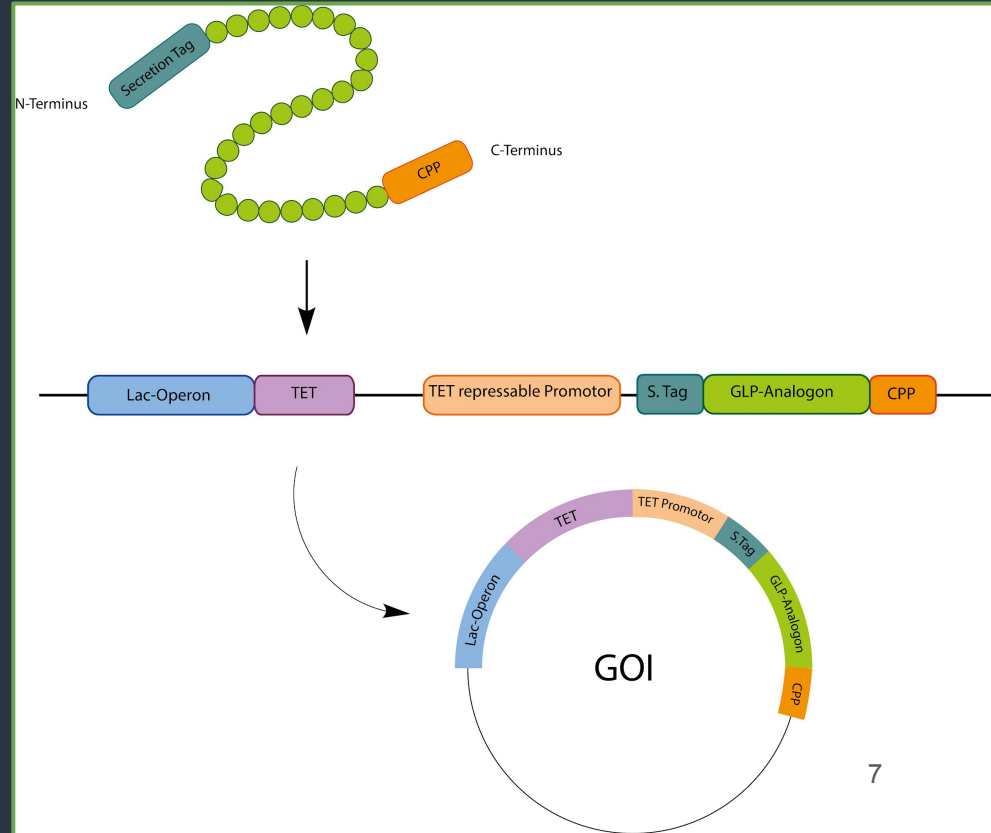 Secretion Tag
N-Terminus
C-Terminus
CPP
Lac-Operon
TET
TET repressable Promotor
S. Tag
GLP-Analogon
CPP
TET
TET Promotor
S.Tag
Lac-Operon
GLP-Analogon
GOI
CPP
7